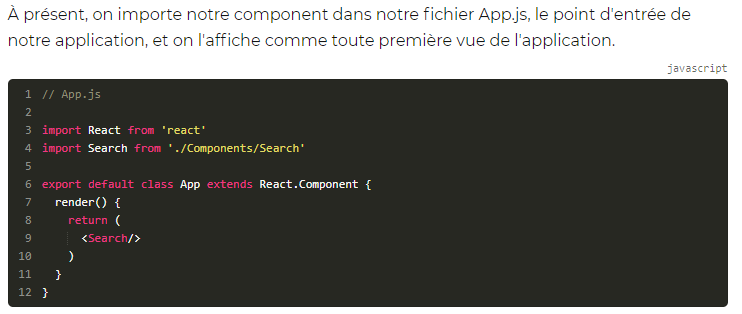 À présent, on importe notre component dans notre fichier App.js, le point d'entrée de
notre application, et on l'affiche comme toute première vue de l'application.
javascript
1 // App.js
2
3 import React from 'react'
4 import Search from './Components/Search'
5
6 export default class App extends React.Component {
7   render() {
8     return (
9       <Search/>
10     )
11   }
12 }